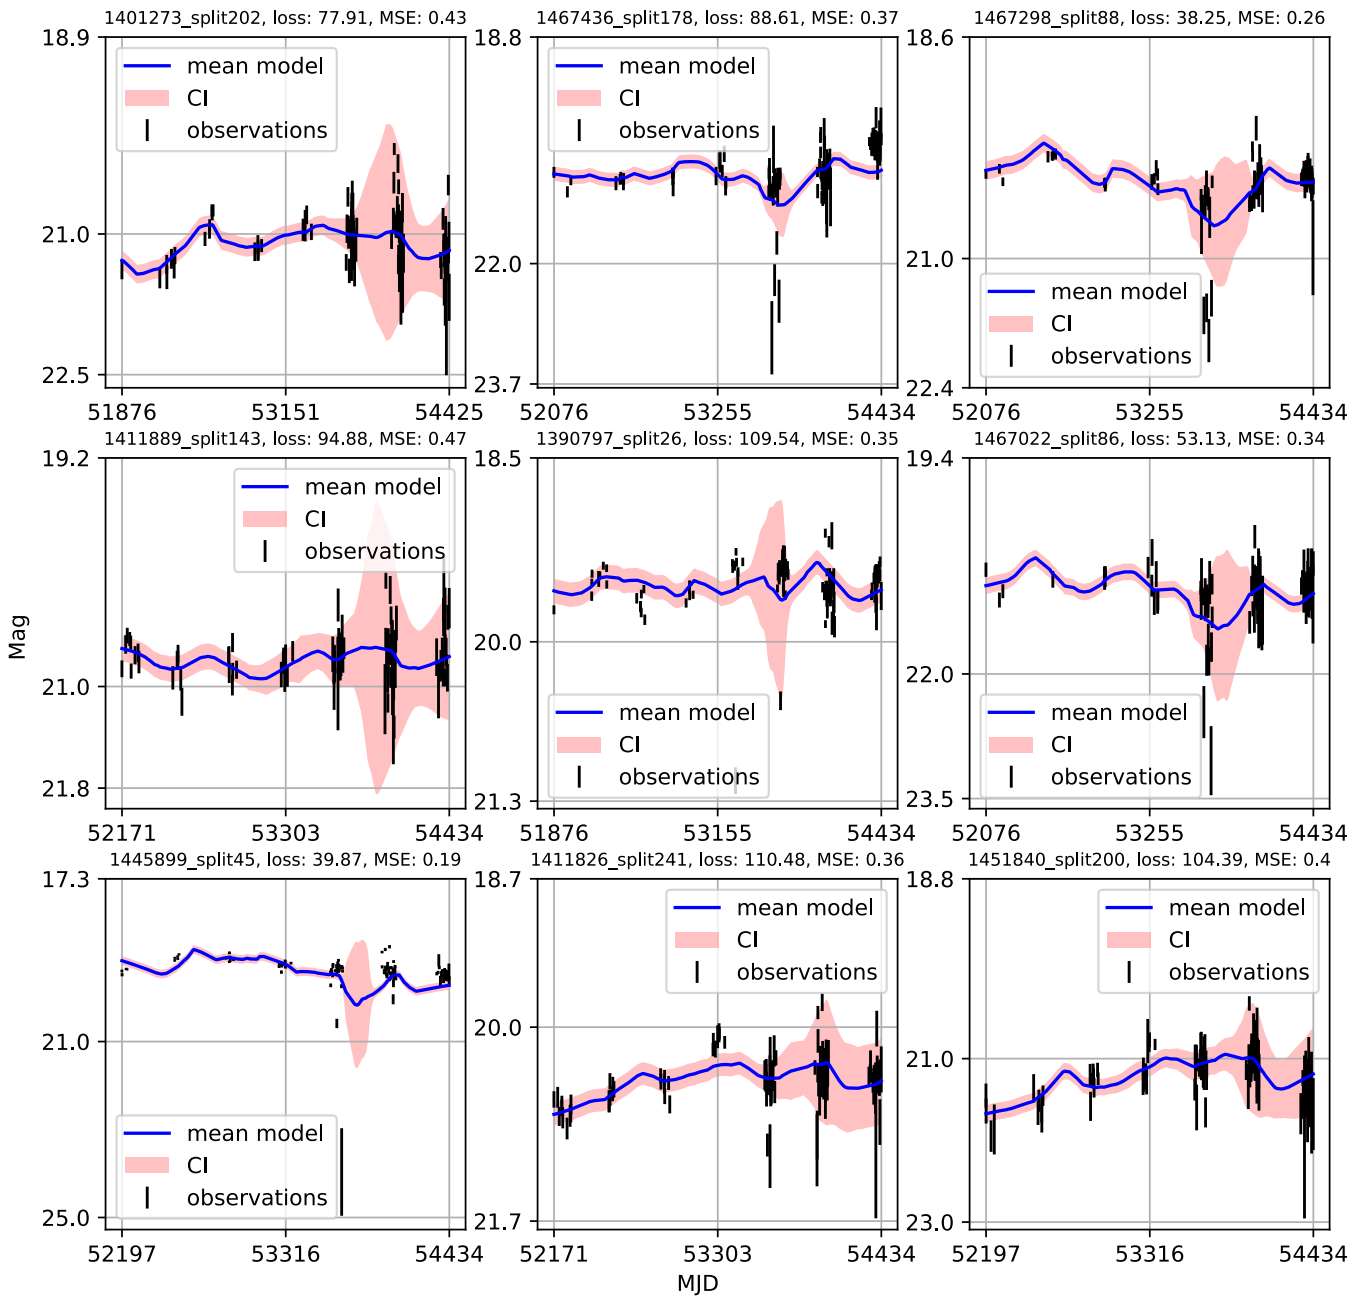 1401273_split202, loss: 77.91, MSE: 0.43
18.9
21.0
22.5
mean model
CI
observations
51876
53151
54425
1467436_split178, loss: 88.61, MSE: 0.37
18.8
22.0
23.7
mean model
CI
observations
52076
53255
54434
1467298_split88, loss: 38.25, MSE: 0.26
18.6
21.0
22.4
mean model
CI
observations
52076
53255
54434
1411889_split143, loss: 94.88, MSE: 0.47
19.2
21.0
21.8
mean model
CI
observations
52171
53303
54434
1390797_split26, loss: 109.54, MSE: 0.35
18.5
20.0
21.3
mean model
CI
observations
51876
53155
54434
1467022_split86, loss: 53.13, MSE: 0.34
19.4
22.0
23.5
mean model
CI
observations
52076
53255
54434
Mag
1445899_split45, loss: 39.87, MSE: 0.19
17.3
21.0
25.0
mean model
CI
observations
52197
53316
54434
1411826_split241, loss: 110.48, MSE: 0.36
18.7
20.0
21.7
mean model
CI
observations
52171
53303
54434
1451840_split200, loss: 104.39, MSE: 0.4
18.8
21.0
23.0
mean model
CI
observations
52197
53316
54434
MJD